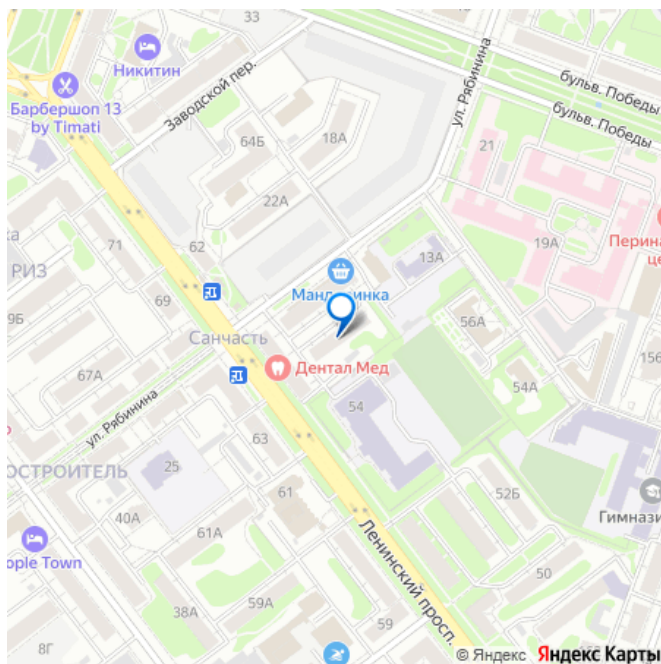 33
Никитин
бульв. Победы
бульв. Победы
Барбершоп 13
by Timati
Заводской пер.
ул. Рябинина
64Б
18А
21
22А
19А
Перина
це
71
62
13А
РИЗ
Санчасть
69
56А
67А
Дентал Мед
15б
54А
ул. Рябинина
54
63
ОСТРОИТЕЛЬ
25
61
52Б
Гимнази
40А
61А
ople Town
Ленинский просп.
50
38А
59А
59
8Г
© Яндекс
Яндекс Карты